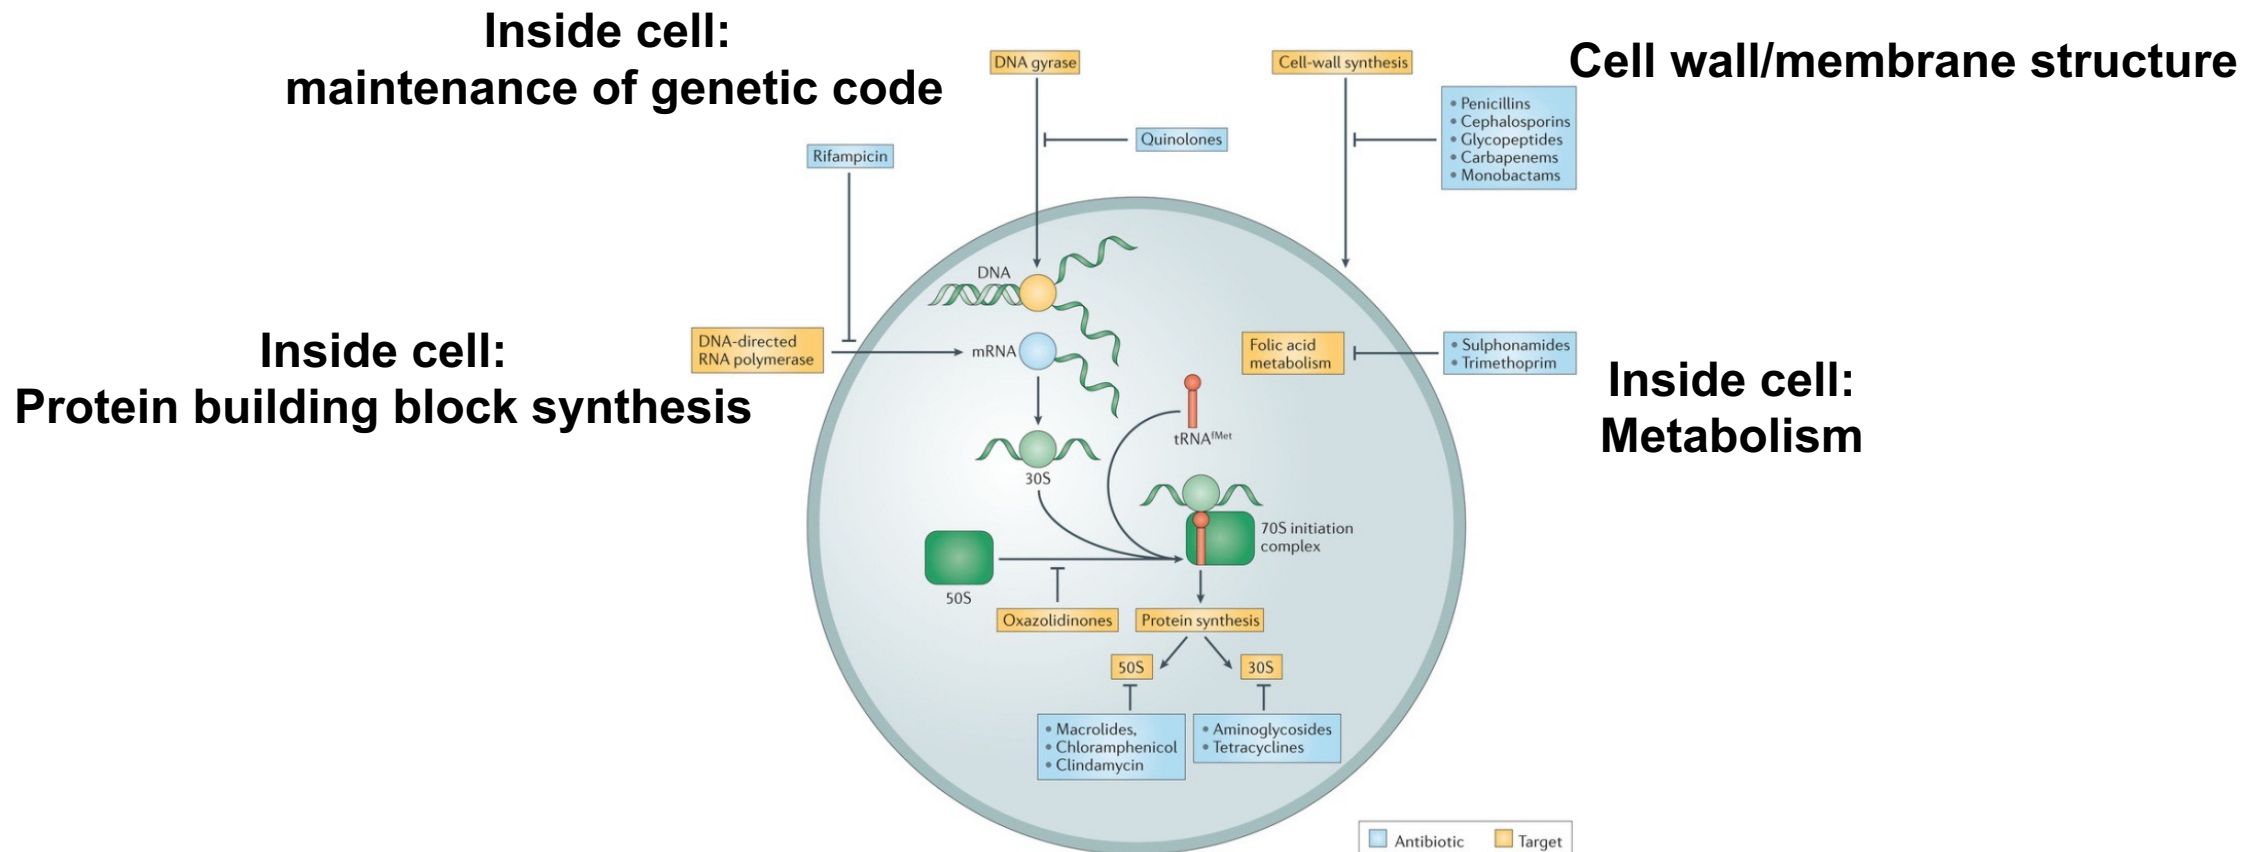 Inside cell:
maintenance of genetic code
DNA gyrase
Cell-wall synthesis
Cell wall/membrane structure
• Penicillins
• Cephalosporins
• Glycopeptides
• Carbapenems
• Monobactams
Quinolones
Rifampicin
DNA
Inside cell:
Protein building block synthesis
DNA-directed
RNA polymerase
mRNA
Folic acid
metabolism
• Sulphonamides
• Trimethoprim
Inside cell:
Metabolism
tRNAfMet
30S
70S initiation
complex
50S
Oxazolidinones
Protein synthesis
50S
30S
• Macrolides,
• Chloramphenicol
• Clindamycin
• Aminoglycosides
• Tetracyclines
Antibiotic
Target